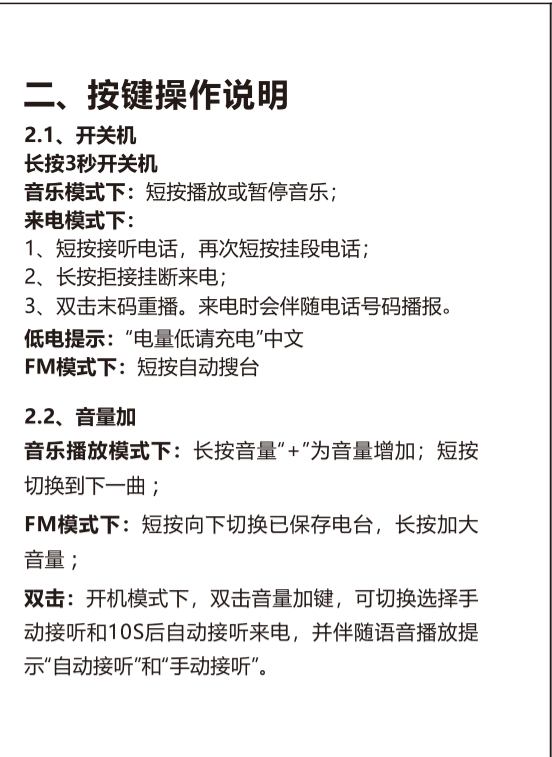 二、按键操作说明
2.1、开关机
长按3秒开关机
音乐模式下：短按播放或暂停音乐；
来电模式下：
1、短按接听电话，再次短按挂段电话；
2、长按拒接挂断来电；
3、双击末码重播。来电时会伴随电话号码播报。
低电提示：“电量低请充电”中文
FM模式下：短按自动搜台
2.2、音量加
音乐播放模式下：长按音量“+”为音量增加；短按
切换到下一曲；
FM模式下：短按向下切换已保存电台，长按加大
音量；
双击：开机模式下，双击音量加键，可切换选择手
动接听和10S后自动接听来电，并伴随语音播放提
示“自动接听”和“手动接听”。